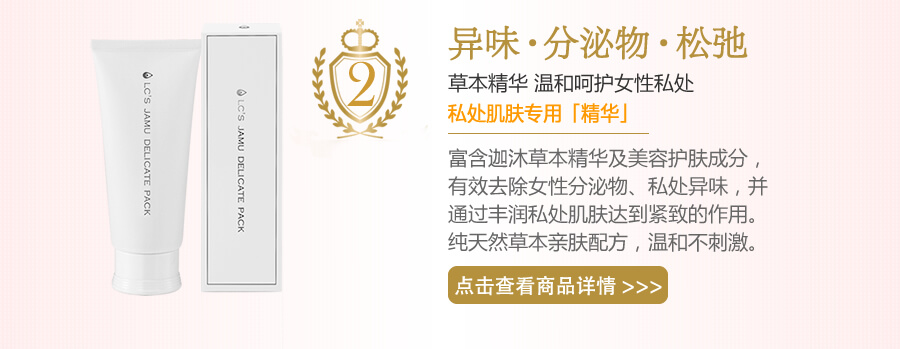 LC'S JAMU DELICATE PACK
LC'S JAMU DELICATE PACK
2
异味·分泌物·松弛
草本精华 温和呵护女性私处
私处肌肤专用「精华」
富含迦沐草本精华及美容护肤成分，
有效去除女性分泌物、私处异味，并
通过丰润私处肌肤达到紧致的作用。
纯天然草本亲肤配方，温和不刺激。
点击查看商品详情 >>>